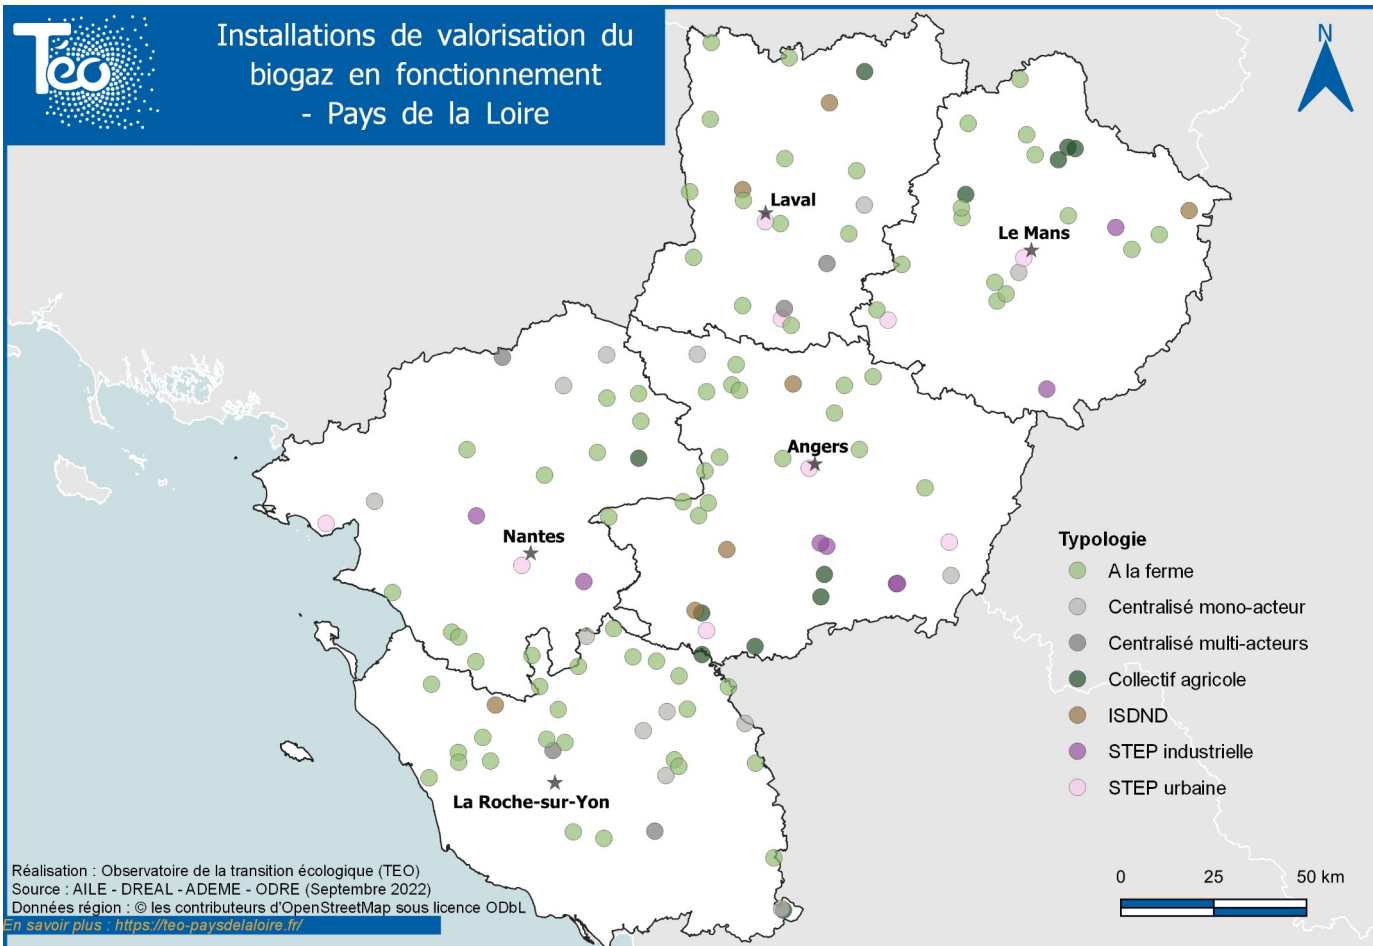 Téo
Installations de valorisation du
biogaz en fonctionnement
- Pays de la Loire
N
Laval
Le Mans
Angers
Nantes
La Roche-sur-Yon
Typologie
A la ferme
Centralisé mono-acteur
Centralisé multi-acteurs
Collectif agricole
ISDND
STEP industrielle
STEP urbaine
0 25 50 km
Réalisation : Observatoire de la transition écologique (TEO)
Source : AILE - DREAL - ADEME - ODRE (Septembre 2022)
Données région : © les contributeurs d'OpenStreetMap sous licence ODbL
En savoir plus : https://teo-paysdelaloire.fr/